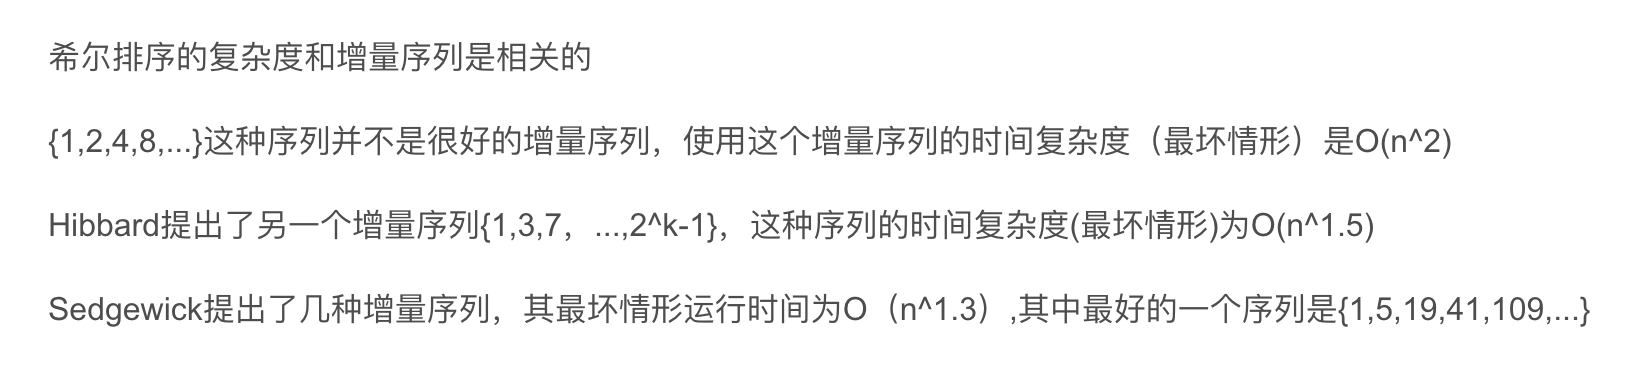 希尔排序的复杂度和增量序列是相关的
{1,2,4,8,...}这种序列并不是很好的增量序列，使用这个增量序列的时间复杂度（最坏情形）是O(n^2)
Hibbard提出了另一个增量序列{1,3,7，...,2^k-1}，这种序列的时间复杂度(最坏情形)为O(n^1.5)
Sedgewick提出了几种增量序列，其最坏情形运行时间为O（n^1.3）,其中最好的一个序列是{1,5,19,41,109,...}